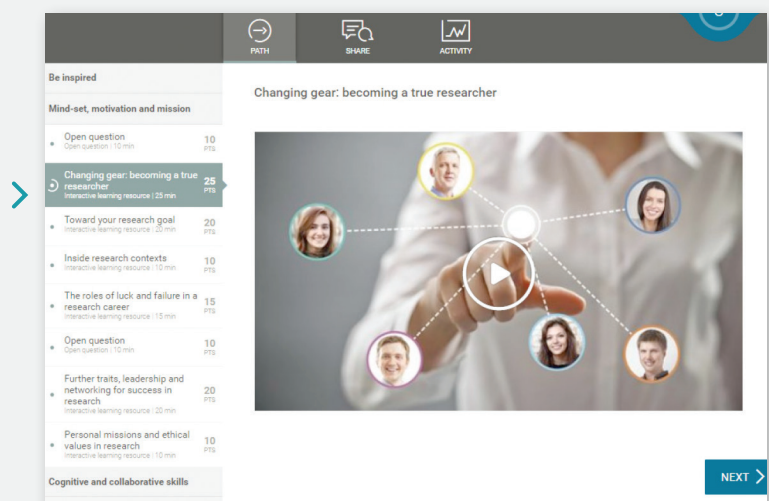 PATH
SHARE
ACTIVITY
Be inspired
Mind-set, motivation and mission
Open question
Open question | 10 min
10
PTS
Changing gear: becoming a true
researcher
Interactive learning resource | 25 min
25
PTS
Toward your research goal
Interactive learning resource | 20 min
20
PTS
Inside research contexts
Interactive learning resource | 10 min
10
PTS
The roles of luck and failure in a
research career
Interactive learning resource | 15 min
15
PTS
Open question
Open question | 10 min
10
PTS
Further traits, leadership and
networking for success in
research
Interactive learning resource | 20 min
20
PTS
Personal missions and ethical
values in research
Interactive learning resource | 10 min
10
PTS
Cognitive and collaborative skills
Changing gear: becoming a true researcher
NEXT